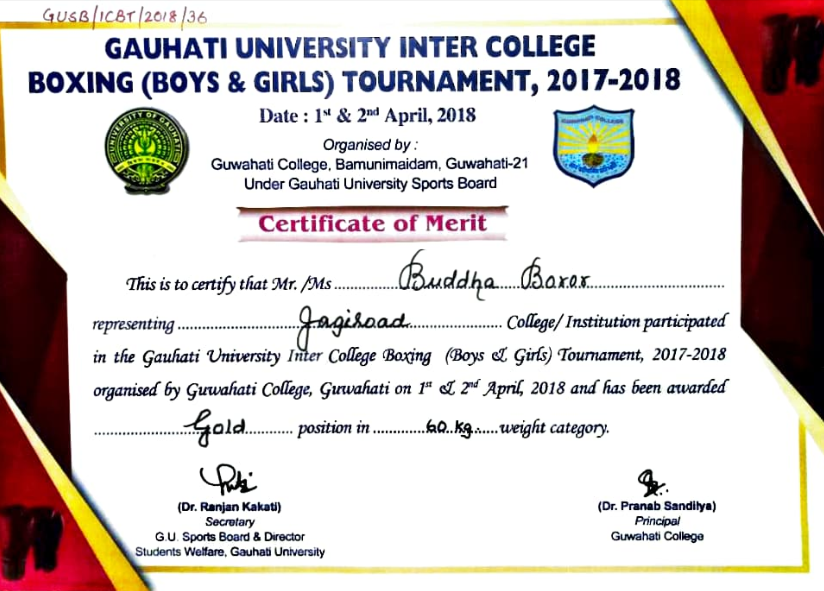 GUSB/ICBT/2018/36
GAUHATI UNIVERSITY INTER COLLEGE
BOXING (BOYS & GIRLS) TOURNAMENT, 2017-2018
Date : 1st & 2nd April, 2018
Organised by :
Guwahati College, Bamunimaidam, Guwahati-21
Under Gauhati University Sports Board
UNIVERSITY OF GAUHATI
GUWAHATI COLLEGE
Certificate of Merit
This is to certify that Mr. /Ms ............ Buddha Boror ............
representing ............ Jagiroad ............ College/ Institution participated
in the Gauhati University Inter College Boxing (Boys & Girls) Tournament, 2017-2018
organised by Guwahati College, Guwahati on 1st & 2nd April, 2018 and has been awarded
............ Gold ............ position in ............ 60 kg ...... weight category.
(Dr. Ranjan Kakati)
Secretary
G.U. Sports Board & Director
Students Welfare, Gauhati University
(Dr. Pranab Sandilya)
Principal
Guwahati College